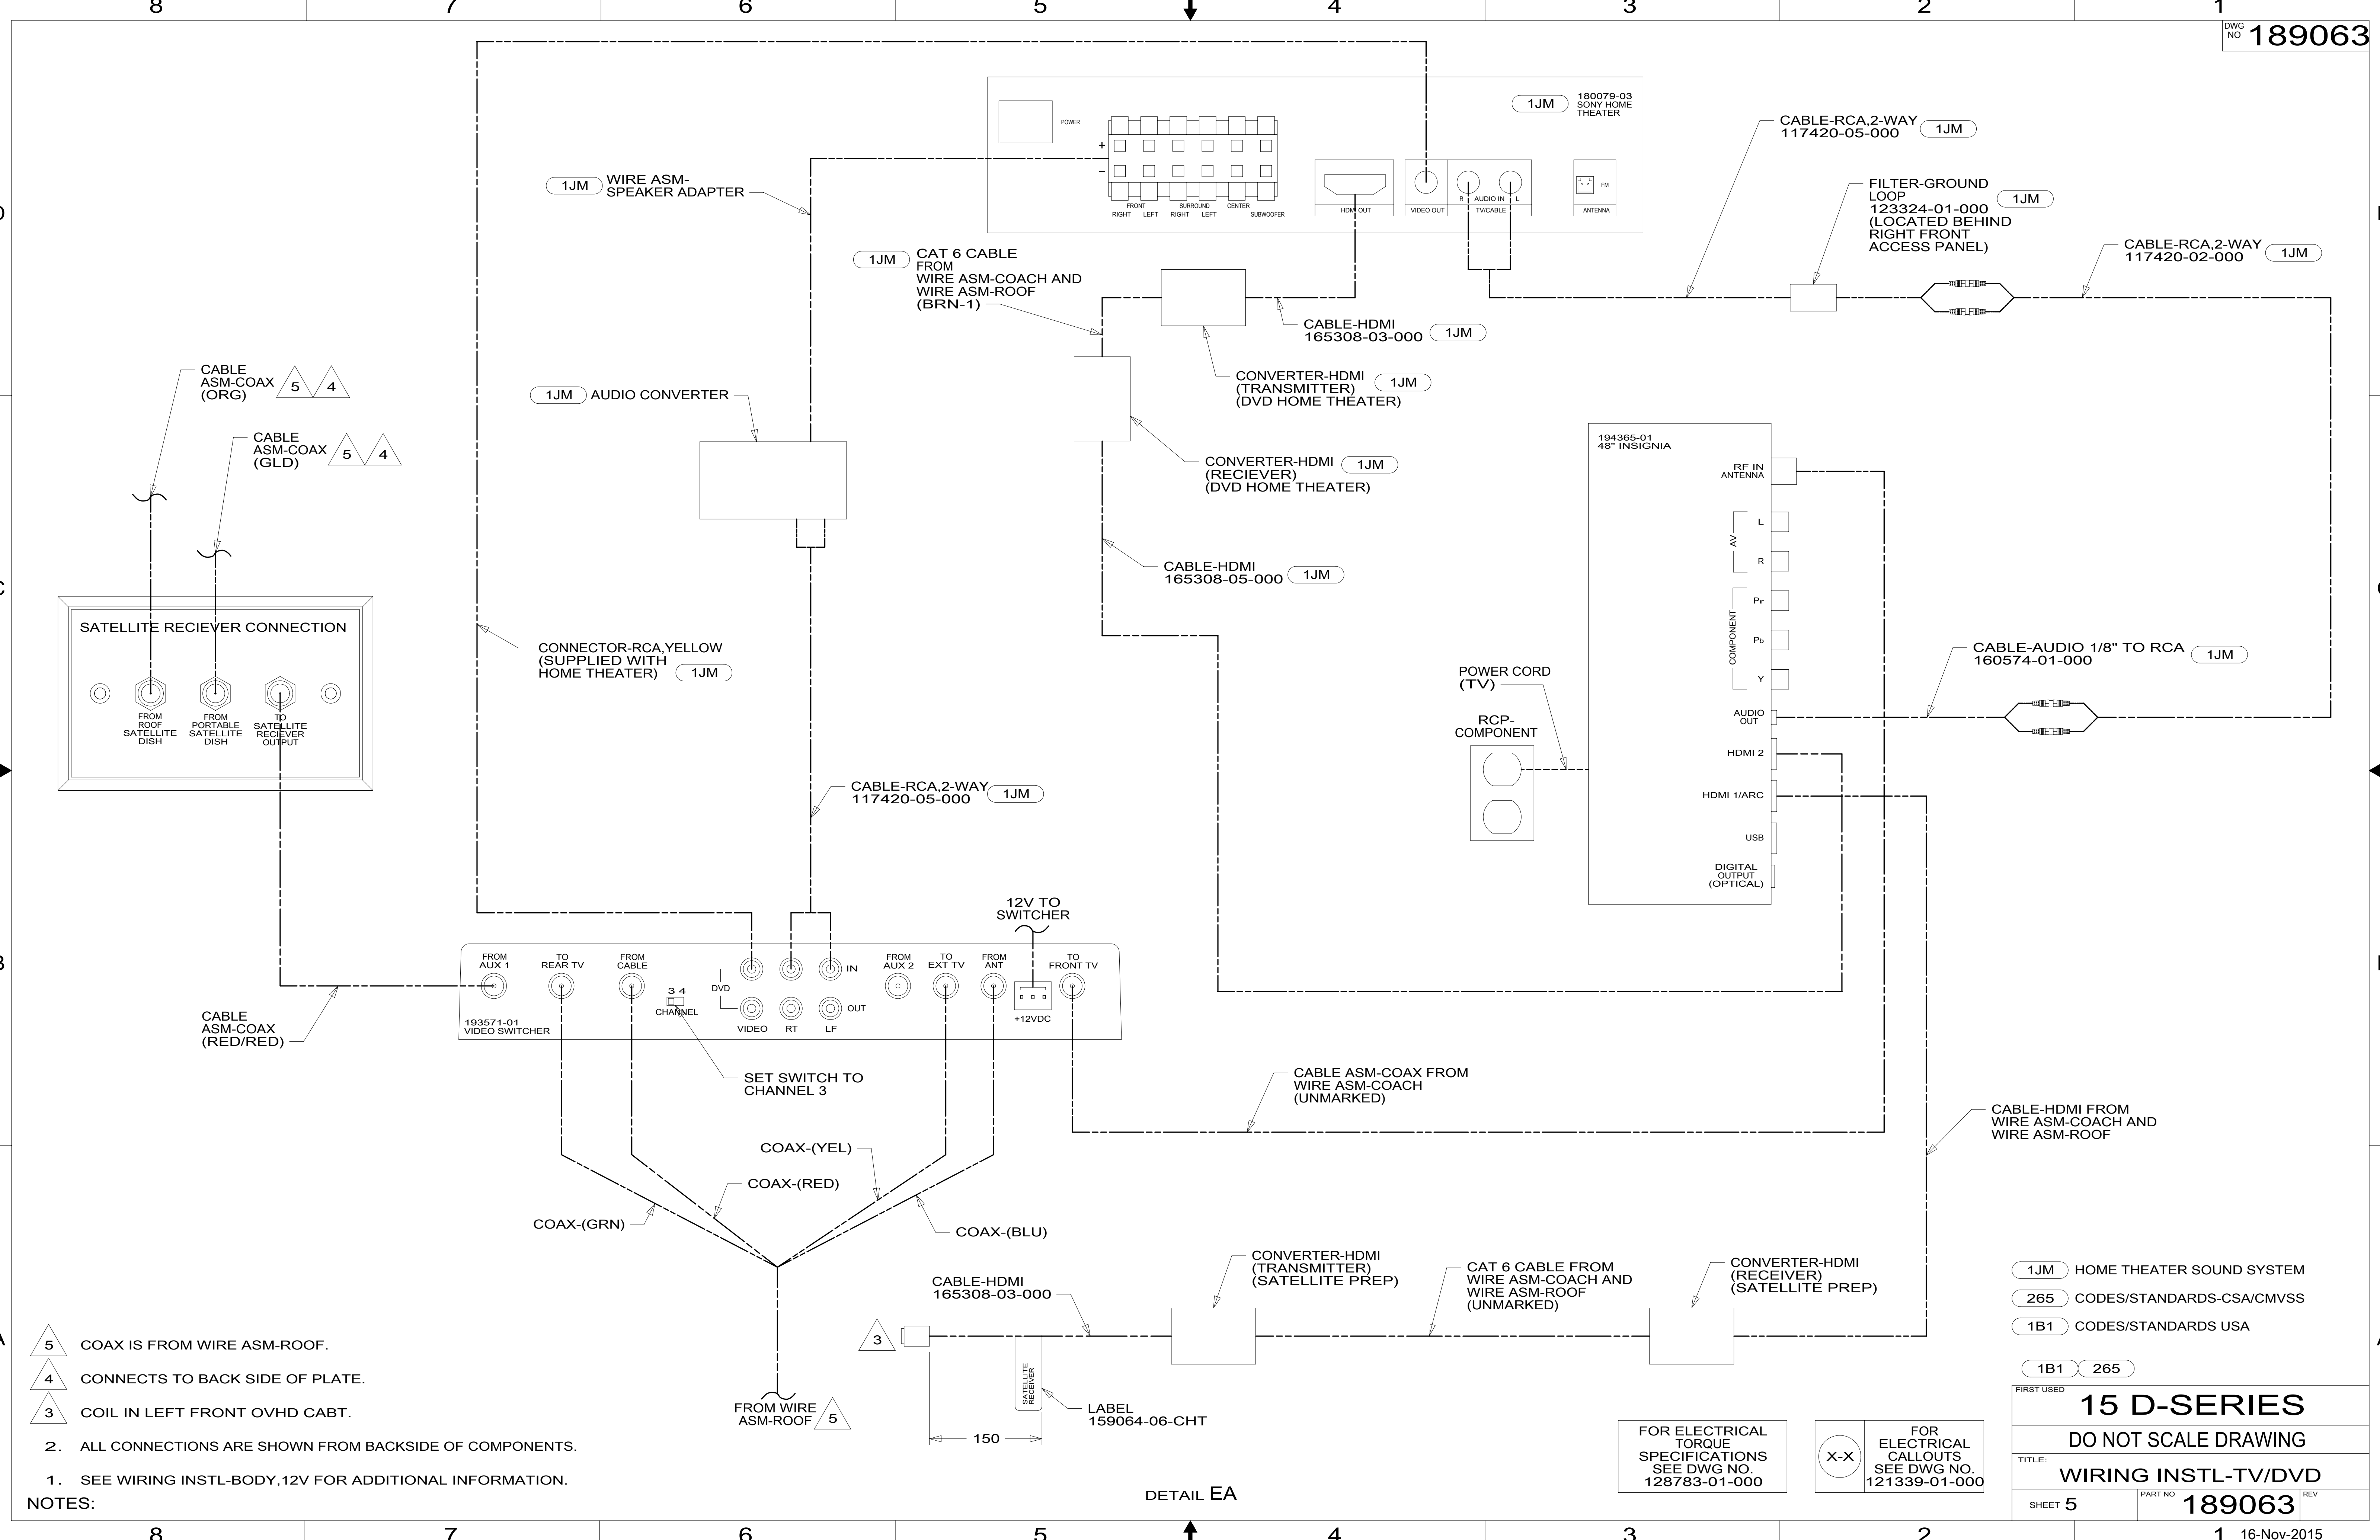 8 7 6 5 4 3 2 1
DWG
NO 189063
180079-03
SONY HOME
THEATER
1JM
POWER
+
−
FRONT
SURROUND
CENTER
RIGHT LEFT RIGHT LEFT
SUBWOOFER
HDMI OUT
VIDEO OUT
R AUDIO IN L
TV/CABLE
FM
ANTENNA
CABLE-RCA,2-WAY
117420-05-000
1JM
1JM
WIRE ASM-
SPEAKER ADAPTER
FILTER-GROUND
LOOP
123324-01-000
(LOCATED BEHIND
RIGHT FRONT
ACCESS PANEL)
1JM
CABLE-RCA,2-WAY
117420-02-000
1JM
1JM
CAT 6 CABLE
FROM
WIRE ASM-COACH AND
WIRE ASM-ROOF
(BRN-1)
CABLE-HDMI
165308-03-000
1JM
CONVERTER-HDMI
(TRANSMITTER)
(DVD HOME THEATER)
1JM
CABLE
ASM-COAX
(ORG)
5 4
1JM
AUDIO CONVERTER
CABLE
ASM-COAX
(GLD)
5 4
CONVERTER-HDMI
(RECIEVER)
(DVD HOME THEATER)
1JM
194365-01
48" INSIGNIA
RF IN
ANTENNA
L
AV
R
Pr
COMPONENT
Pb
Y
AUDIO
OUT
HDMI 2
HDMI 1/ARC
USB
DIGITAL
OUTPUT
(OPTICAL)
CABLE-HDMI
165308-05-000
1JM
SATELLITE RECIEVER CONNECTION
FROM
ROOF
SATELLITE
DISH
FROM
PORTABLE
SATELLITE
DISH
TO
SATELLITE
RECIEVER
OUTPUT
CONNECTOR-RCA,YELLOW
(SUPPLIED WITH
HOME THEATER)
1JM
POWER CORD
(TV)
RCP-
COMPONENT
CABLE-AUDIO 1/8" TO RCA
160574-01-000
1JM
CABLE-RCA,2-WAY
117420-05-000
1JM
12V TO
SWITCHER
FROM
AUX 1
TO
REAR TV
FROM
CABLE
3 4
CHANNEL
DVD
IN
OUT
VIDEO RT LF
FROM
AUX 2
TO
EXT TV
FROM
ANT
+12VDC
TO
FRONT TV
193571-01
VIDEO SWITCHER
CABLE
ASM-COAX
(RED/RED)
SET SWITCH TO
CHANNEL 3
CABLE ASM-COAX FROM
WIRE ASM-COACH
(UNMARKED)
CABLE-HDMI FROM
WIRE ASM-COACH AND
WIRE ASM-ROOF
COAX-(YEL)
COAX-(RED)
COAX-(GRN)
COAX-(BLU)
FROM WIRE
ASM-ROOF
5
CABLE-HDMI
165308-03-000
CONVERTER-HDMI
(TRANSMITTER)
(SATELLITE PREP)
CAT 6 CABLE FROM
WIRE ASM-COACH AND
WIRE ASM-ROOF
(UNMARKED)
CONVERTER-HDMI
(RECEIVER)
(SATELLITE PREP)
3
SATELLITE
RECEIVER
LABEL
159064-06-CHT
150
DETAIL EA
1JM HOME THEATER SOUND SYSTEM
265 CODES/STANDARDS-CSA/CMVSS
1B1 CODES/STANDARDS USA
1B1 265
5 COAX IS FROM WIRE ASM-ROOF.
4 CONNECTS TO BACK SIDE OF PLATE.
3 COIL IN LEFT FRONT OVHD CABT.
2. ALL CONNECTIONS ARE SHOWN FROM BACKSIDE OF COMPONENTS.
1. SEE WIRING INSTL-BODY,12V FOR ADDITIONAL INFORMATION.
NOTES:
FOR ELECTRICAL
TORQUE
SPECIFICATIONS
SEE DWG NO.
128783-01-000
X-X
FOR
ELECTRICAL
CALLOUTS
SEE DWG NO.
121339-01-000
FIRST USED
15 D-SERIES
DO NOT SCALE DRAWING
TITLE:
WIRING INSTL-TV/DVD
SHEET 5
PART NO 189063
REV
8 7 6 5 4 3 2 1
16-Nov-2015